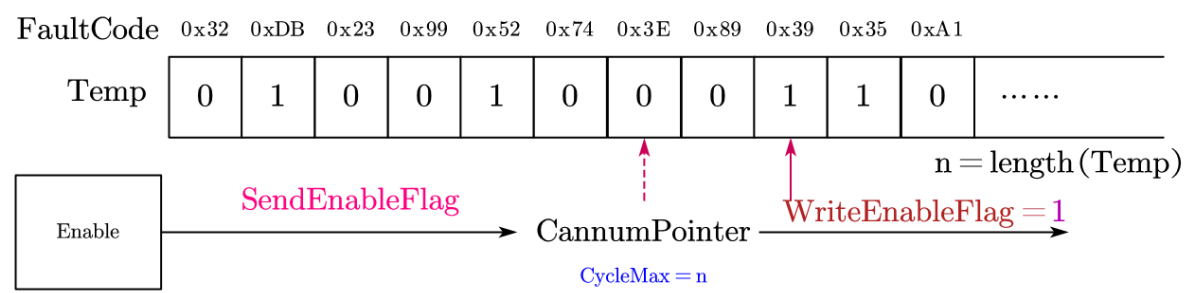 FaultCode 0x32 0xDB 0x23 0x99 0x52 0x74 0x3E 0x89 0x39 0x35 0xA1
Temp 0 1 0 0 1 0 0 0 1 1 0 ······
n = length (Temp)
SendEnableFlag
WriteEnableFlag = 1
Enable
CannumPointer
CycleMax = n